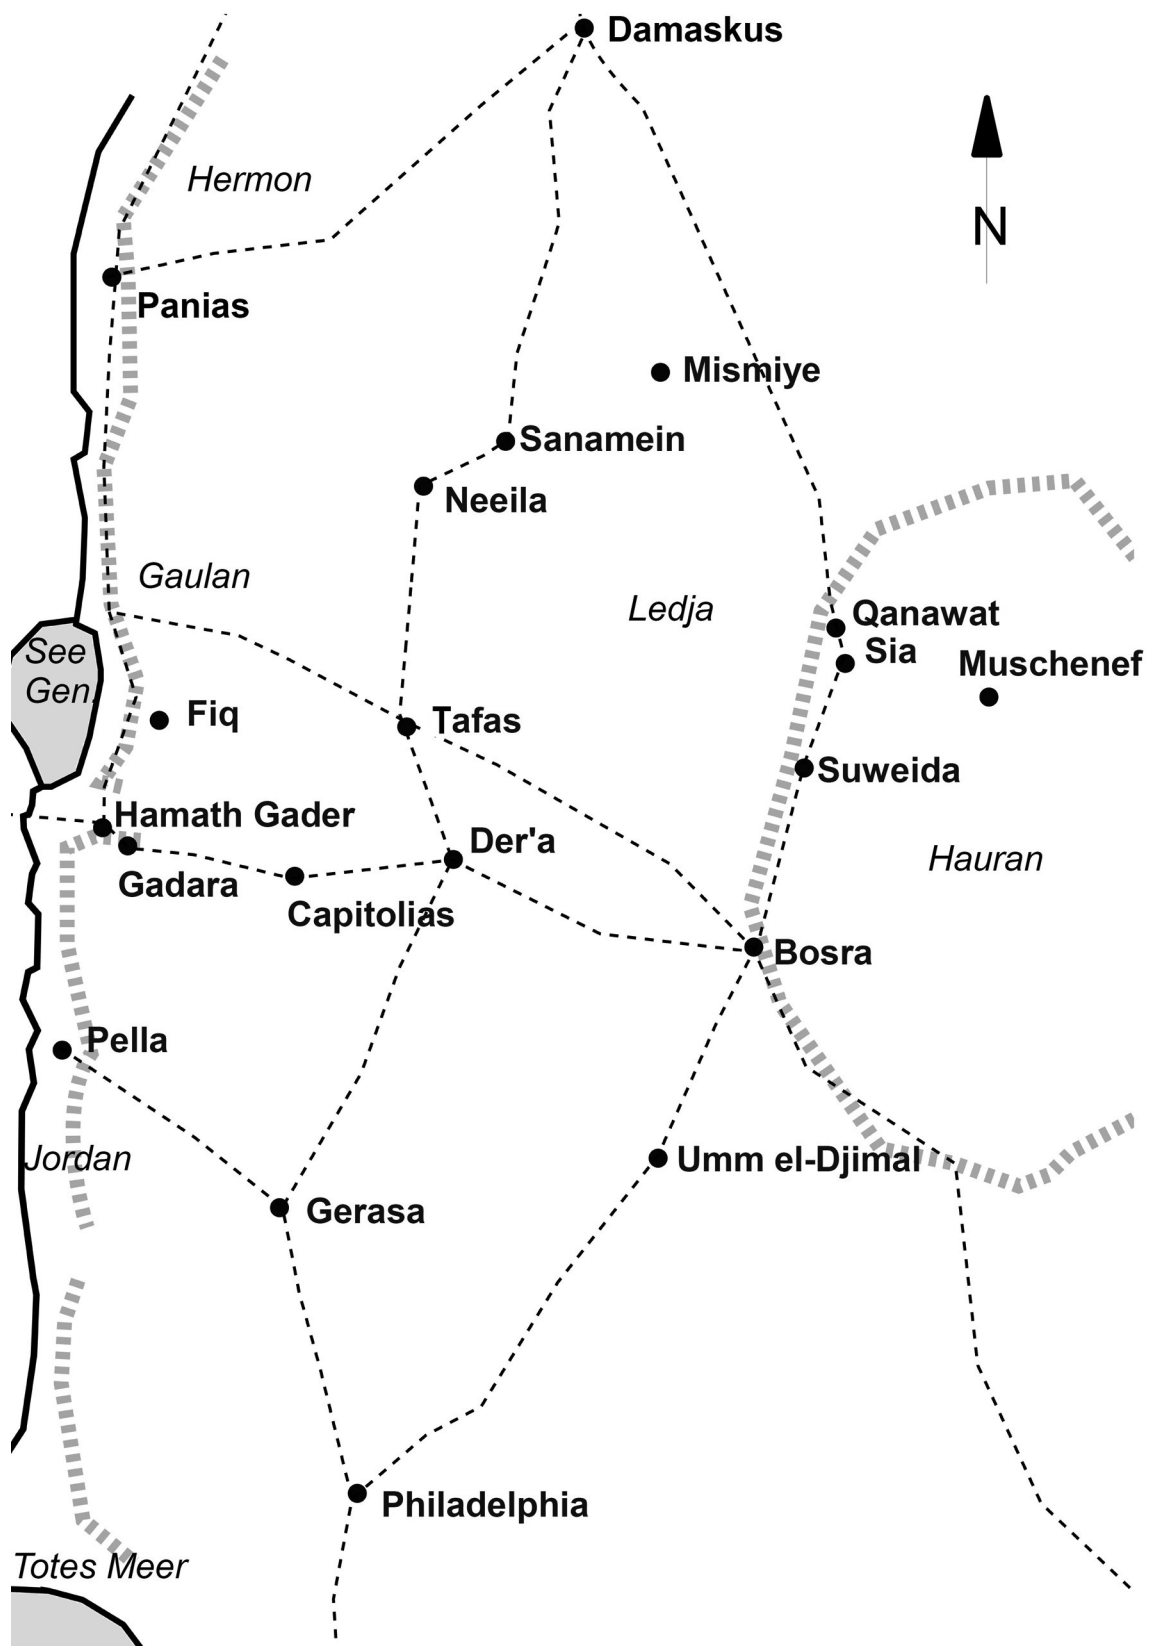 Damaskus
Hermon
N
Panias
Mismiye
Sanamein
Neeila
Gaulan
Ledja
Qanawat
Sia
Muschenef
See
Gen.
Fiq
Tafas
Suweida
Hamath Gader
Der'a
Hauran
Gadara
Capitolias
Bosra
Pella
Jordan
Umm el-Djimal
Gerasa
Philadelphia
Totes Meer